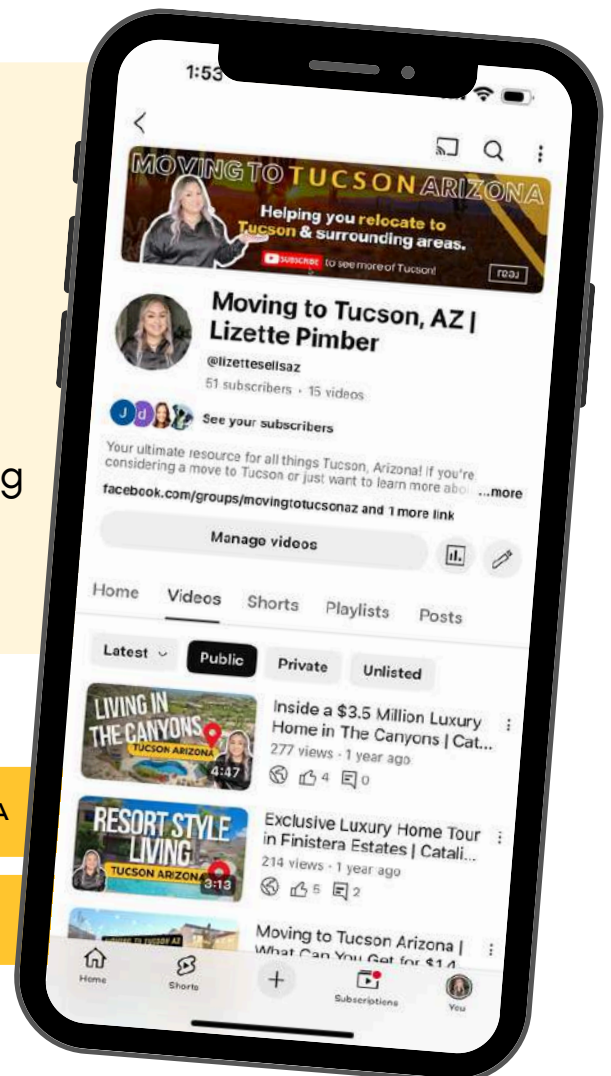 1:53
MOVING TO TUCSON ARIZONA
Helping you relocate to
Tucson & surrounding areas.
SUBSCRIBE to see more of Tucson!
real
Moving to Tucson, AZ |
Lizette Pimber
@lizettesellsaz
51 subscribers · 15 videos
J d
See your subscribers
Your ultimate resource for all things Tucson, Arizona! If you're
considering a move to Tucson or just want to learn more abo ...more
facebook.com/groups/movingtotucsonaz and 1 more link
Manage videos
Home Videos Shorts Playlists Posts
Latest Public Private Unlisted
LIVING IN
THE CANYONS
TUCSON ARIZONA
4:47
Inside a $3.5 Million Luxury
Home in The Canyons | Cat...
277 views · 1 year ago
4 0
RESORT STYLE
LIVING
TUCSON ARIZONA
3:13
Exclusive Luxury Home Tour
in Finistera Estates | Catali...
214 views · 1 year ago
5 2
Moving to Tucson Arizona |
What Can You Get for $1.4
Home Shorts + Subscriptions You
g
A